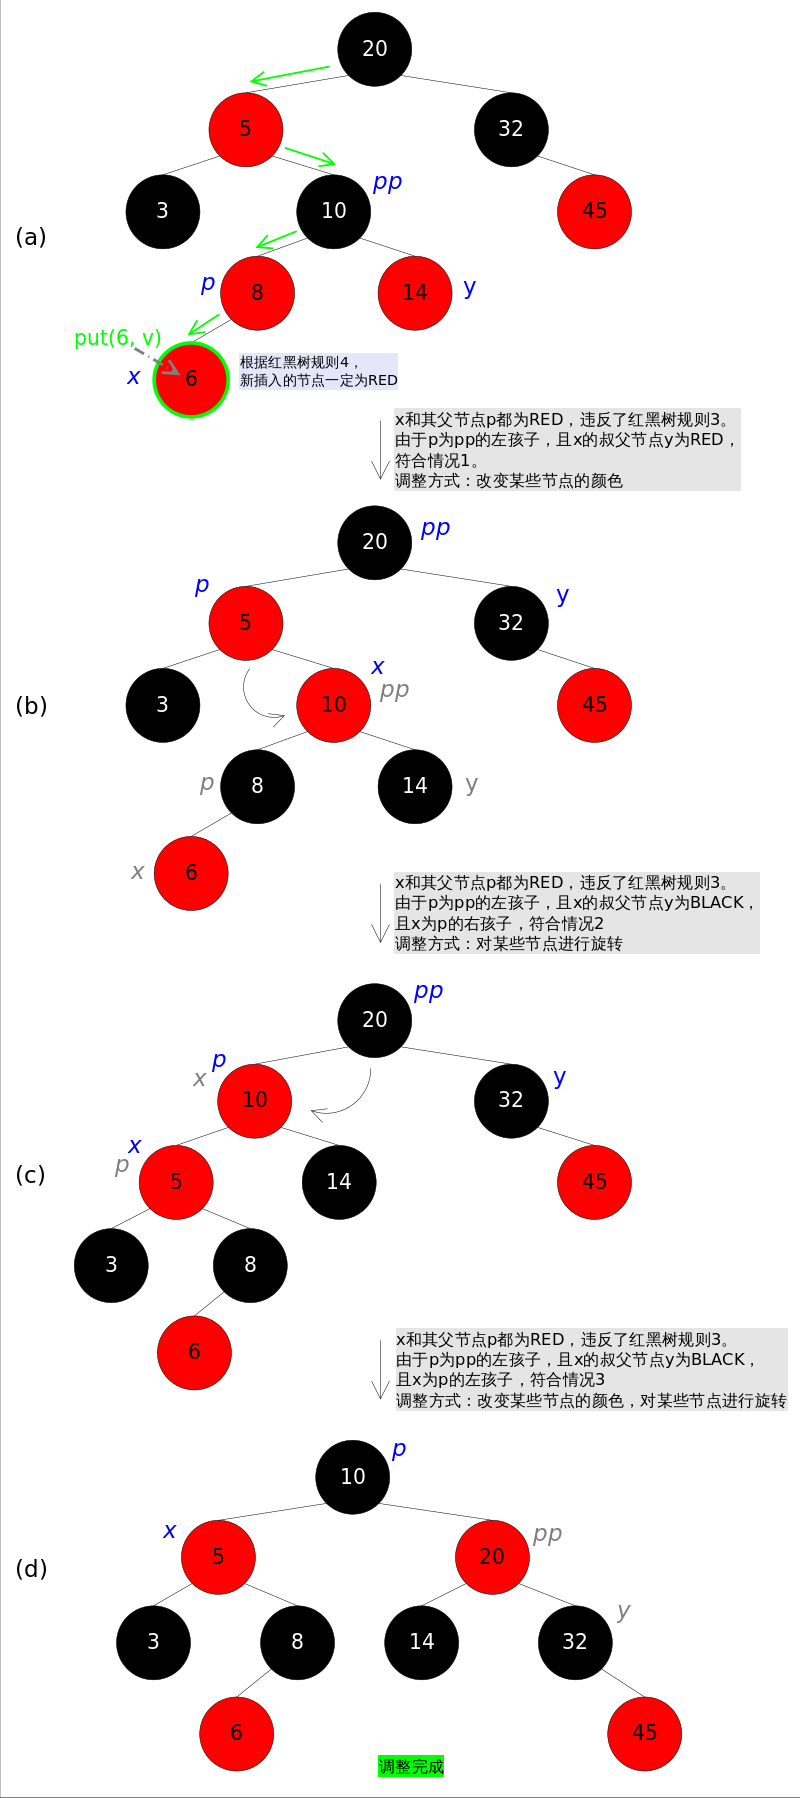 20
5
32
3
10
pp
45
(a)
p
8
14
y
put(6, v)
x
6
根据红黑树规则4，
新插入的节点一定为RED
x和其父节点p都为RED，违反了红黑树规则3。
由于p为pp的左孩子，且x的叔父节点y为RED，
符合情况1。
调整方式：改变某些节点的颜色
20
pp
p
5
32
y
x
3
10
pp
45
(b)
p
8
14
y
x
6
x和其父节点p都为RED，违反了红黑树规则3。
由于p为pp的左孩子，且x的叔父节点y为BLACK，
且x为p的右孩子，符合情况2
调整方式：对某些节点进行旋转
20
pp
p
x
10
32
y
x
p
5
14
45
(c)
3
8
6
x和其父节点p都为RED，违反了红黑树规则3。
由于p为pp的左孩子，且x的叔父节点y为BLACK，
且x为p的左孩子，符合情况3
调整方式：改变某些节点的颜色，对某些节点进行旋转
10
p
x
5
20
pp
(d)
3
8
14
32
y
6
45
调整完成